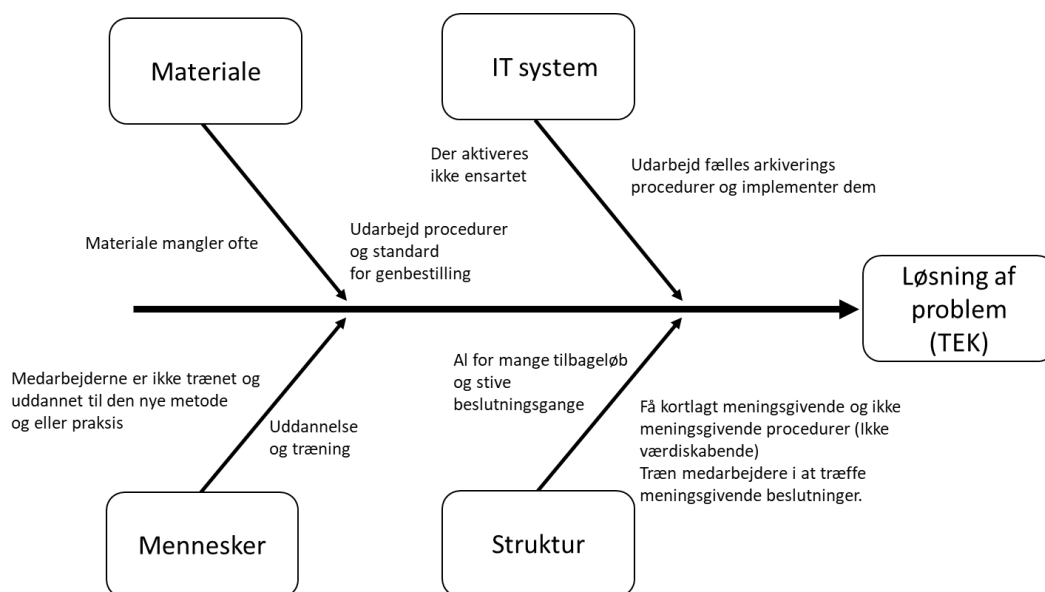 Materiale
IT system
Der aktiveres
ikke ensartet
Udarbejd fælles arkiverings
procedurer og implementer dem
Materiale mangler ofte
Udarbejd procedurer
og standard
for genbestilling
Løsning af
problem
(TEK)
Medarbejderne er ikke trænet og
uddannet til den nye metode
og eller praksis
Uddannelse
og træning
Al for mange tilbageløb
og stive
beslutningsgange
Få kortlagt meningsgivende og ikke
meningsgivende procedurer (Ikke
værdiskabende)
Træn medarbejdere i at træffe
meningsgivende beslutninger.
Mennesker
Struktur